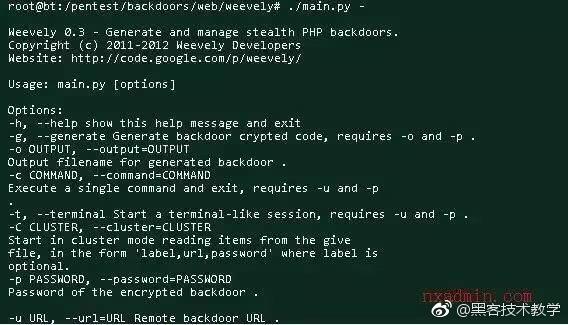 root@bt:/pentest/backdoors/web/weevely# ./main.py -
Weevely 0.3 - Generate and manage stealth PHP backdoors.
Copyright (c) 2011-2012 Weevely Developers
Website: http://code.google.com/p/weevely/
Usage: main.py [options]
Options:
-h, --help show this help message and exit
-g, --generate Generate backdoor crypted code, requires -o and -p .
-o OUTPUT, --output=OUTPUT
Output filename for generated backdoor .
-c COMMAND, --command=COMMAND
Execute a single command and exit, requires -u and -p
.
-t, --terminal Start a terminal-like session, requires -u and -p .
-C CLUSTER, --cluster=CLUSTER
Start in cluster mode reading items from the give
file, in the form 'label,url,password' where label is
optional.
-p PASSWORD, --password=PASSWORD
Password of the encrypted backdoor .
nxadmin.com
-u URL, --url=URL Remote backdoor URL .
@黑客技术教学